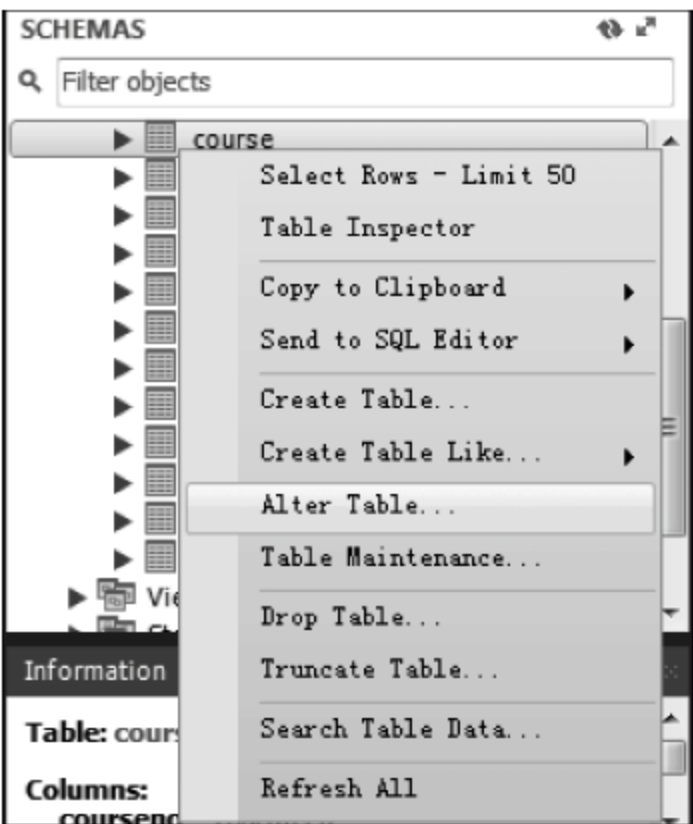 SCHEMAS
Filter objects
course
Select Rows - Limit 50
Table Inspector
Copy to Clipboard
Send to SQL Editor
Create Table...
Create Table Like...
Alter Table...
Table Maintenance...
Drop Table...
Truncate Table...
Search Table Data...
Refresh All
Information
Table:
Columns: